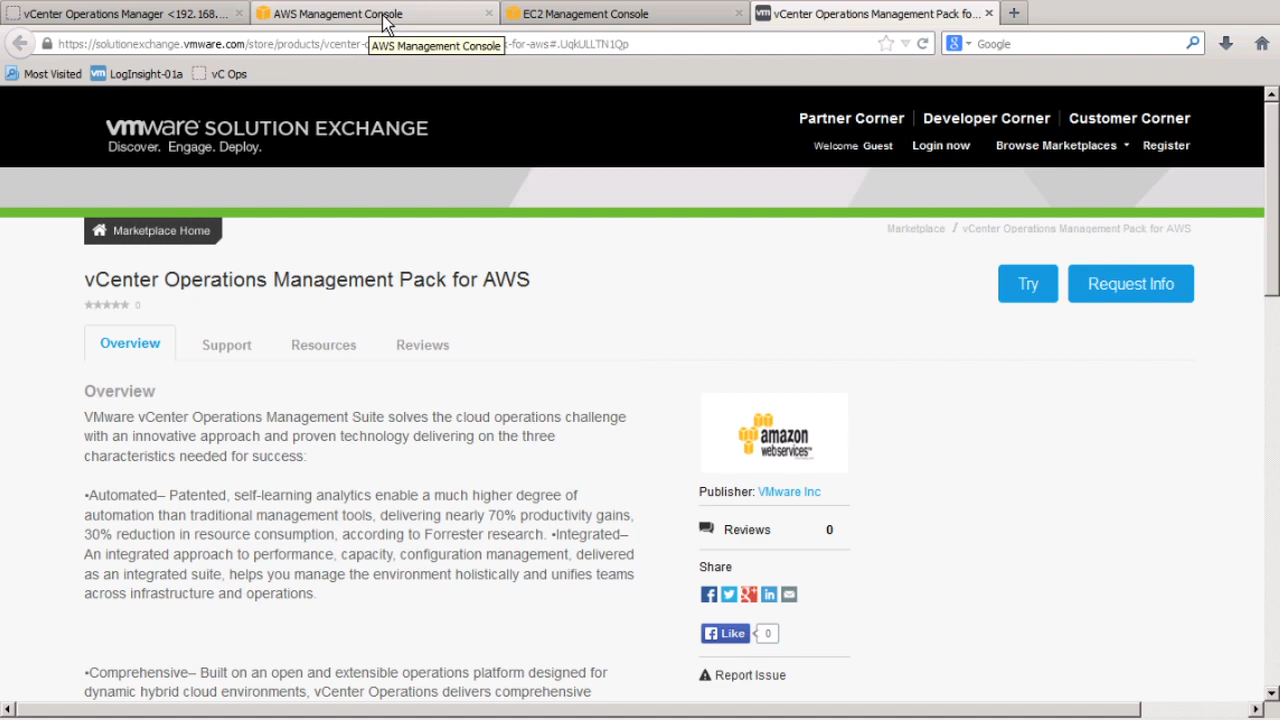 vCenter Operations Manager <192.168....
AWS Management Console
EC2 Management Console
vm
vCenter Operations Management Pack fo...
https://solutionexchange.vmware.com/store/products/vcenter-
AWS Management Console
-for-aws#.UqkULLTN1Qp
Google
Most Visited
vm
LogInsight-01a
vC Ops
vmware SOLUTION EXCHANGE
Discover. Engage. Deploy.
Partner Corner
Developer Corner
Customer Corner
Welcome Guest
Login now
Browse Marketplaces
Register
Marketplace Home
Marketplace / vCenter Operations Management Pack for AWS
vCenter Operations Management Pack for AWS
0
Try
Request Info
Overview
Support
Resources
Reviews
Overview
VMware vCenter Operations Management Suite solves the cloud operations challenge
with an innovative approach and proven technology delivering on the three
characteristics needed for success:
•Automated– Patented, self-learning analytics enable a much higher degree of
automation than traditional management tools, delivering nearly 70% productivity gains,
30% reduction in resource consumption, according to Forrester research. •Integrated–
An integrated approach to performance, capacity, configuration management, delivered
as an integrated suite, helps you manage the environment holistically and unifies teams
across infrastructure and operations.
•Comprehensive– Built on an open and extensible operations platform designed for
dynamic hybrid cloud environments, vCenter Operations delivers comprehensive
amazon
webservices™
Publisher: VMware Inc
Reviews 0
Share
Like
0
Report Issue